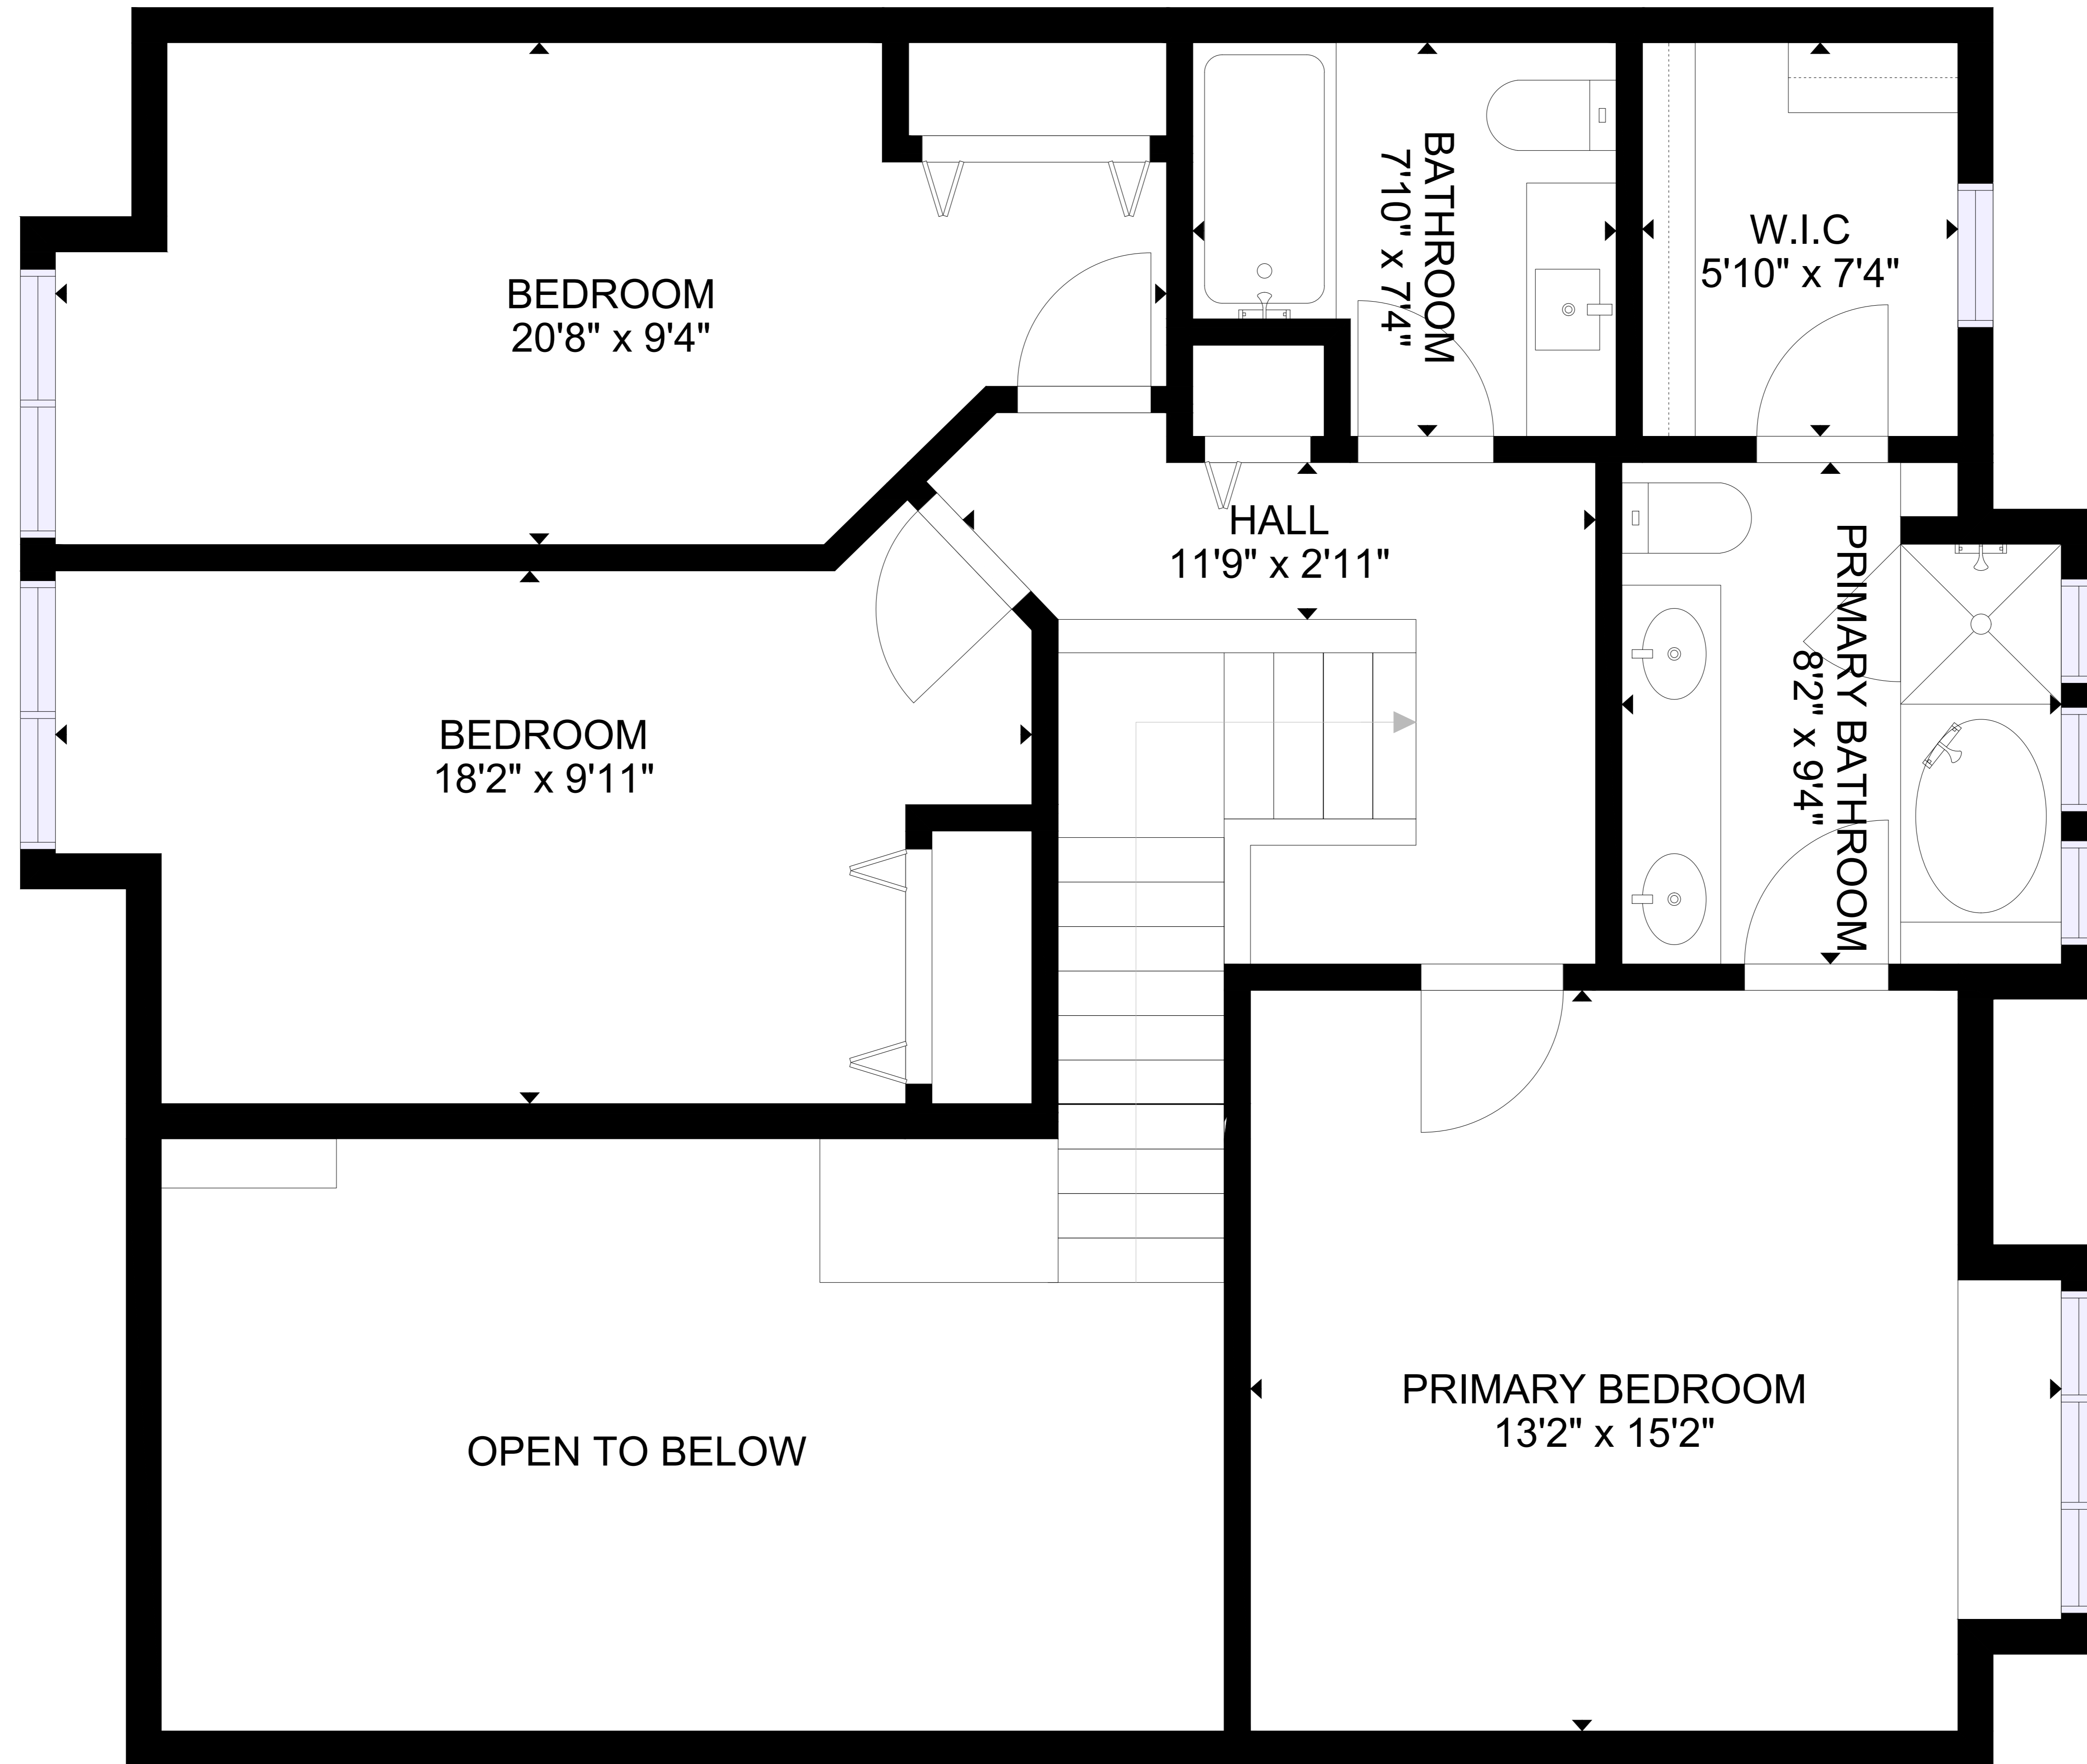 BEDROOM
20'8" x 9'4"
BATHROOM
7'10" x 7'4"
W.I.C
5'10" x 7'4"
HALL
11'9" x 2'11"
PRIMARY BATHROOM
8'2" x 9'4"
BEDROOM
18'2" x 9'11"
PRIMARY BEDROOM
13'2" x 15'2"
OPEN TO BELOW